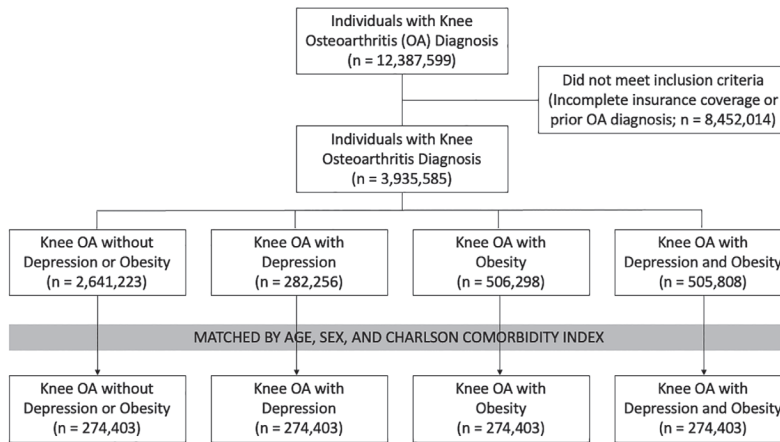 Individuals with Knee
Osteoarthritis (OA) Diagnosis
(n = 12,387,599)
Did not meet inclusion criteria
(Incomplete insurance coverage or
prior OA diagnosis; n = 8,452,014)
Individuals with Knee
Osteoarthritis Diagnosis
(n = 3,935,585)
Knee OA without
Depression or Obesity
(n = 2,641,223)
Knee OA with
Depression
(n = 282,256)
Knee OA with
Obesity
(n = 506,298)
Knee OA with
Depression and Obesity
(n = 505,808)
MATCHED BY AGE, SEX, AND CHARLSON COMORBIDITY INDEX
Knee OA without
Depression or Obesity
(n = 274,403)
Knee OA with
Depression
(n = 274,403)
Knee OA with
Obesity
(n = 274,403)
Knee OA with
Depression and Obesity
(n = 274,403)